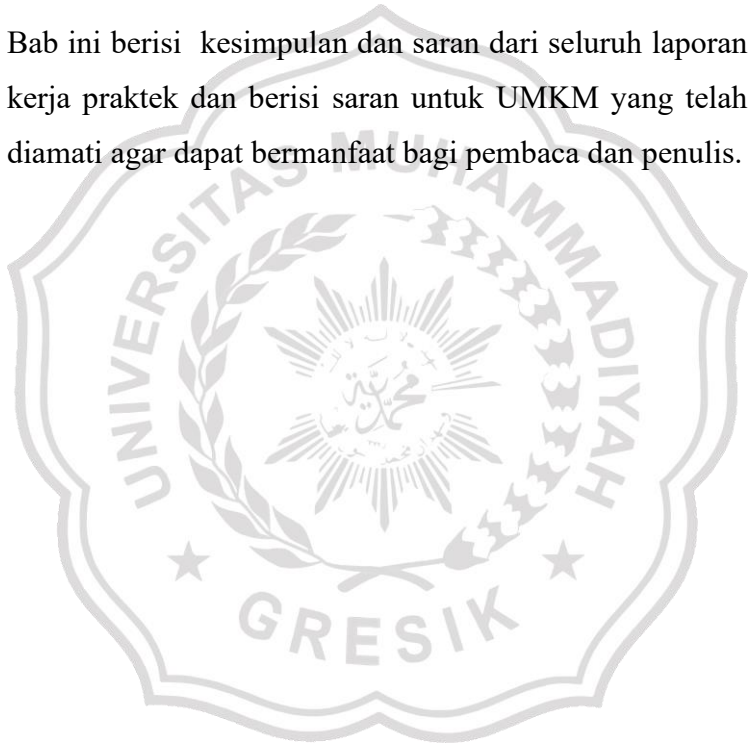 Bab ini berisi  kesimpulan dan saran dari seluruh laporan
kerja praktek dan berisi saran untuk UMKM yang telah
diamati agar dapat bermanfaat bagi pembaca dan penulis.
UNIVERSITAS MUHAMMADIYAH
محمدية
GRESIK